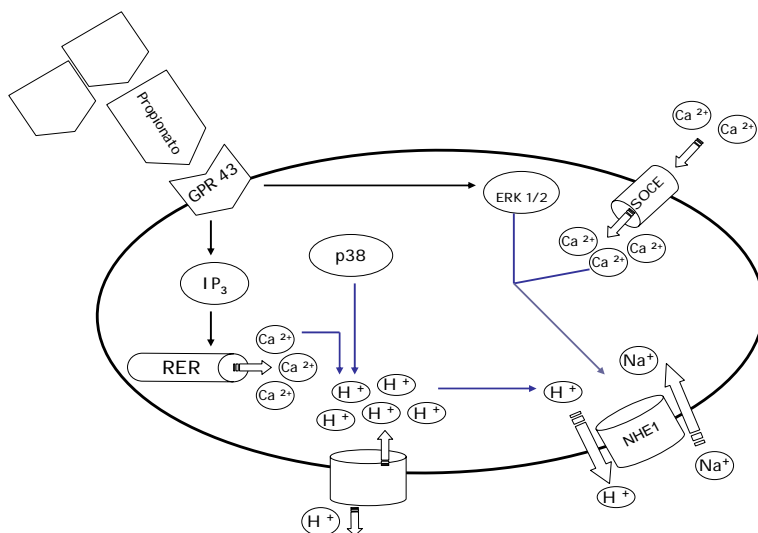 Propionato
GPR 43
ERK 1/2
Ca 2+
Ca 2+
SOCE
Ca 2+
Ca 2+
Ca 2+
p38
IP3
RER
Ca 2+
Ca 2+
Ca 2+
H +
H +
H +
H +
H +
H +
Na+
NHE1
Na+
H +
H +